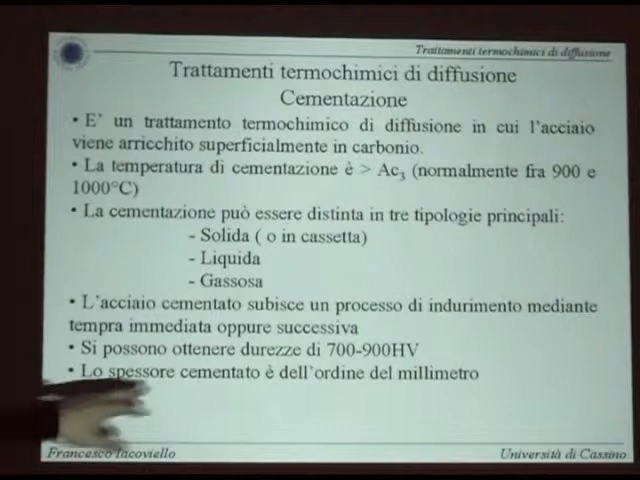 Trattamenti termochimici di diffusione
Trattamenti termochimici di diffusione
Cementazione
• E' un trattamento termochimico di diffusione in cui l'acciaio
viene arricchito superficialmente in carbonio.
• La temperatura di cementazione è > Ac₃ (normalmente fra 900 e
1000°C)
• La cementazione può essere distinta in tre tipologie principali:
- Solida ( o in cassetta)
- Liquida
- Gassosa
• L'acciaio cementato subisce un processo di indurimento mediante
tempra immediata oppure successiva
• Si possono ottenere durezze di 700-900HV
• Lo spessore cementato è dell'ordine del millimetro
Francesco Iacoviello
Università di Cassino